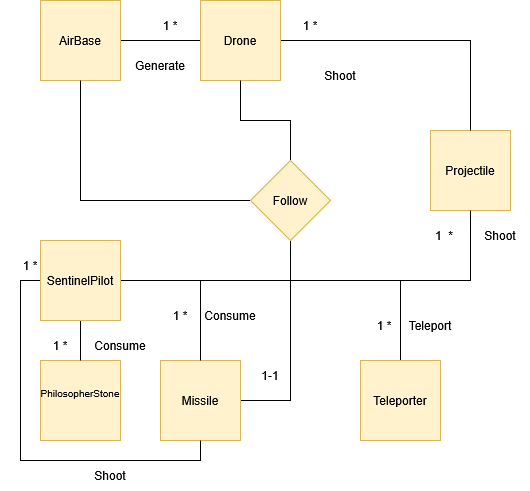 1 *
1 *
AirBase
Drone
Generate
Shoot
Projectile
Follow
1 *
Shoot
1 *
SentinelPilot
1 *
Consume
1 *
Teleport
1 *
Consume
1-1
PhilosopherStone
Missile
Teleporter
Shoot